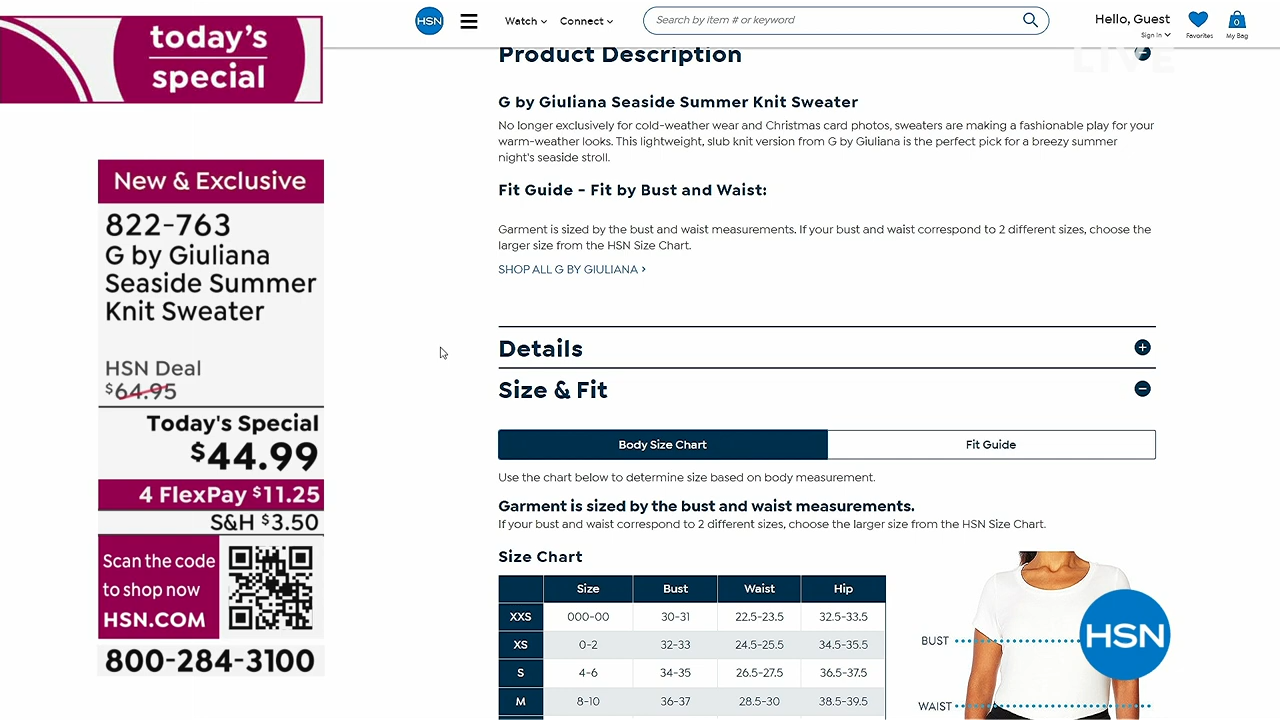 today's
special
New & Exclusive
822-763
G by Giuliana
Seaside Summer
Knit Sweater
HSN Deal
$64.95
Today's Special
$44.99
4 FlexPay $11.25
S&H $3.50
Scan the code
to shop now
HSN.COM
800-284-3100
HSN
Watch
Connect
Search by item # or keyword
Hello, Guest
Sign In
Favorites
0
My Bag
LIVE
Product Description
G by Giuliana Seaside Summer Knit Sweater
No longer exclusively for cold-weather wear and Christmas card photos, sweaters are making a fashionable play for your
warm-weather looks. This lightweight, slub knit version from G by Giuliana is the perfect pick for a breezy summer
night's seaside stroll.
Fit Guide - Fit by Bust and Waist:
Garment is sized by the bust and waist measurements. If your bust and waist correspond to 2 different sizes, choose the
larger size from the HSN Size Chart.
SHOP ALL G BY GIULIANA >
Details
Size & Fit
Body Size Chart
Fit Guide
Use the chart below to determine size based on body measurement.
Garment is sized by the bust and waist measurements.
If your bust and waist correspond to 2 different sizes, choose the larger size from the HSN Size Chart.
Size Chart
Size Bust Waist Hip
XXS 000-00 30-31 22.5-23.5 32.5-33.5
XS 0-2 32-33 24.5-25.5 34.5-35.5
S 4-6 34-35 26.5-27.5 36.5-37.5
M 8-10 36-37 28.5-30 38.5-39.5
BUST
WAIST
HSN